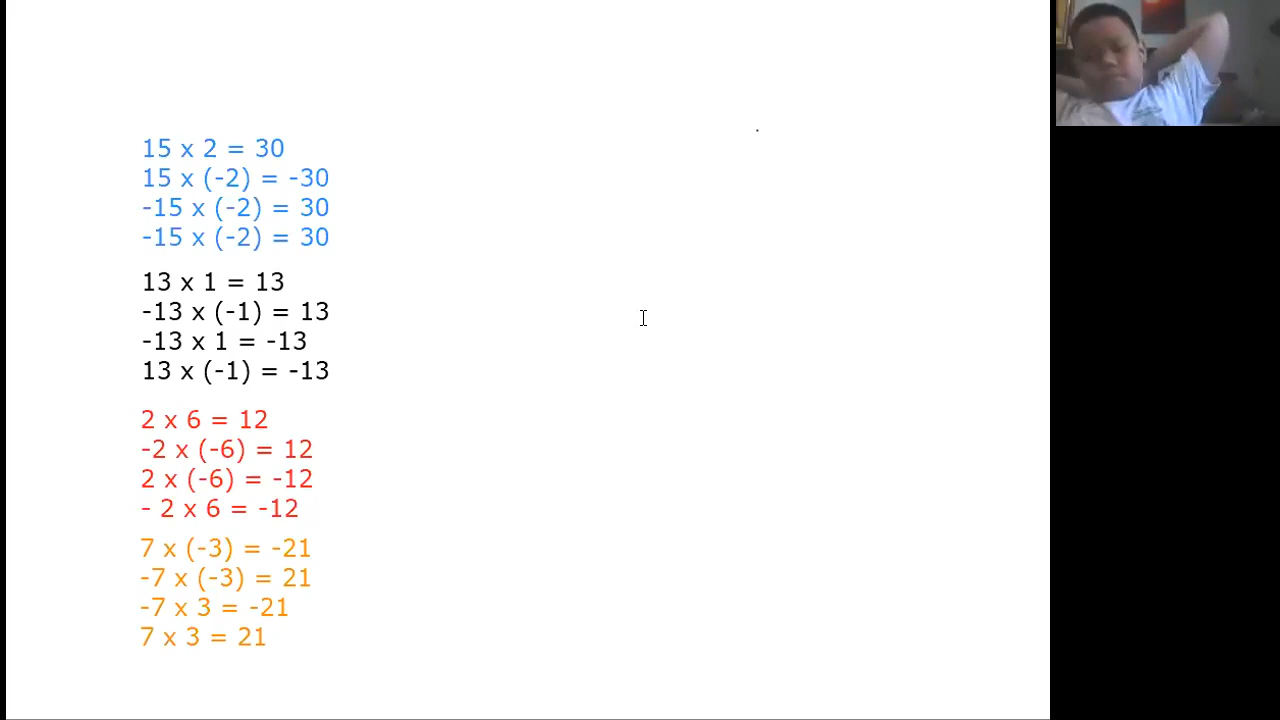 15 x 2 = 30
15 x (-2) = -30
-15 x (-2) = 30
-15 x (-2) = 30
13 x 1 = 13
-13 x (-1) = 13
-13 x 1 = -13
13 x (-1) = -13
2 x 6 = 12
-2 x (-6) = 12
2 x (-6) = -12
- 2 x 6 = -12
7 x (-3) = -21
-7 x (-3) = 21
-7 x 3 = -21
7 x 3 = 21